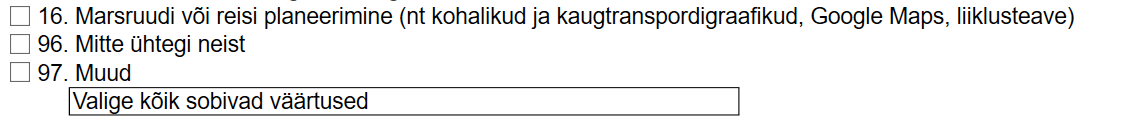 16. Marsruudi või reisi planeerimine (nt kohalikud ja kaugtranspordigraafikud, Google Maps, liiklusteave)
96. Mitte ühtegi neist
97. Muud
Valige kõik sobivad väärtused